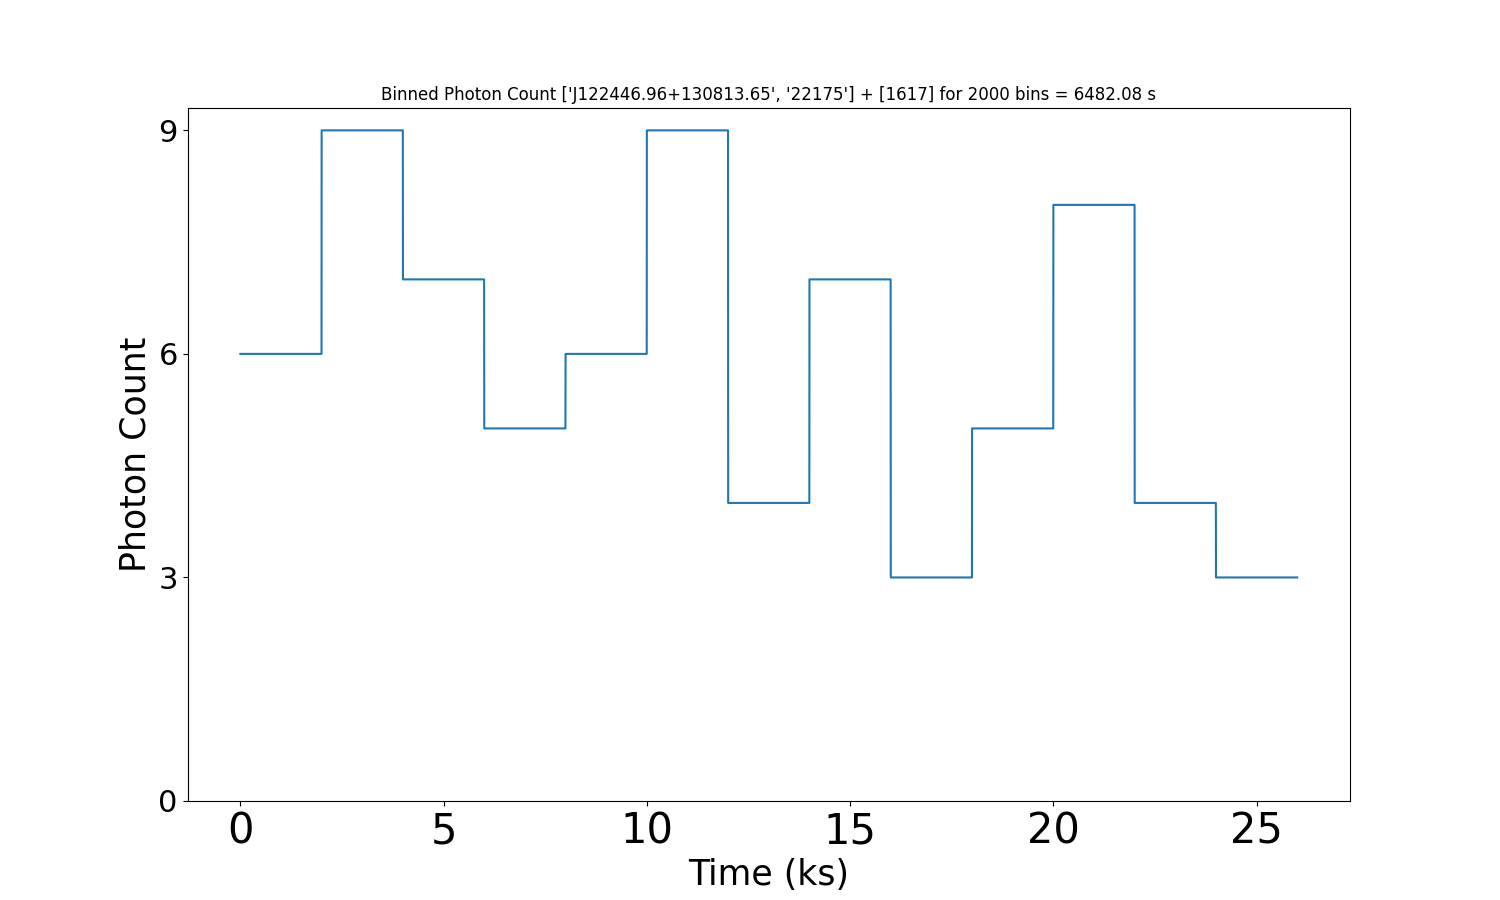 Binned Photon Count ['J122446.96+130813.65', '22175'] + [1617] for 2000 bins = 6482.08 s
9
6
3
0
Photon Count
0 5 10 15 20 25
Time (ks)